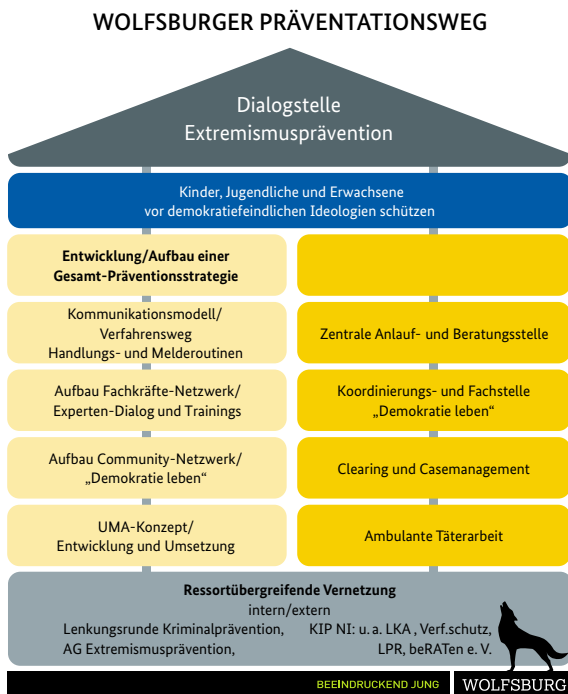 WOLFSBURGER PRÄVENTATIONSWEG
Dialogstelle
Extremismusprävention
Kinder, Jugendliche und Erwachsene
vor demokratiefeindlichen Ideologien schützen
Entwicklung/Aufbau einer
Gesamt-Präventionsstrategie
Kommunikationsmodell/
Verfahrensweg
Handlungs- und Melderoutinen
Zentrale Anlauf- und Beratungsstelle
Aufbau Fachkräfte-Netzwerk/
Experten-Dialog und Trainings
Koordinierungs- und Fachstelle
„Demokratie leben“
Aufbau Community-Netzwerk/
„Demokratie leben“
Clearing und Casemanagement
UMA-Konzept/
Entwicklung und Umsetzung
Ambulante Täterarbeit
Ressortübergreifende Vernetzung
intern/extern
Lenkungsrunde Kriminalprävention,
AG Extremismusprävention,
KIP NI: u. a. LKA , Verf.schutz,
LPR, beRATen e. V.
BEEINDRUCKEND JUNG
WOLFSBURG